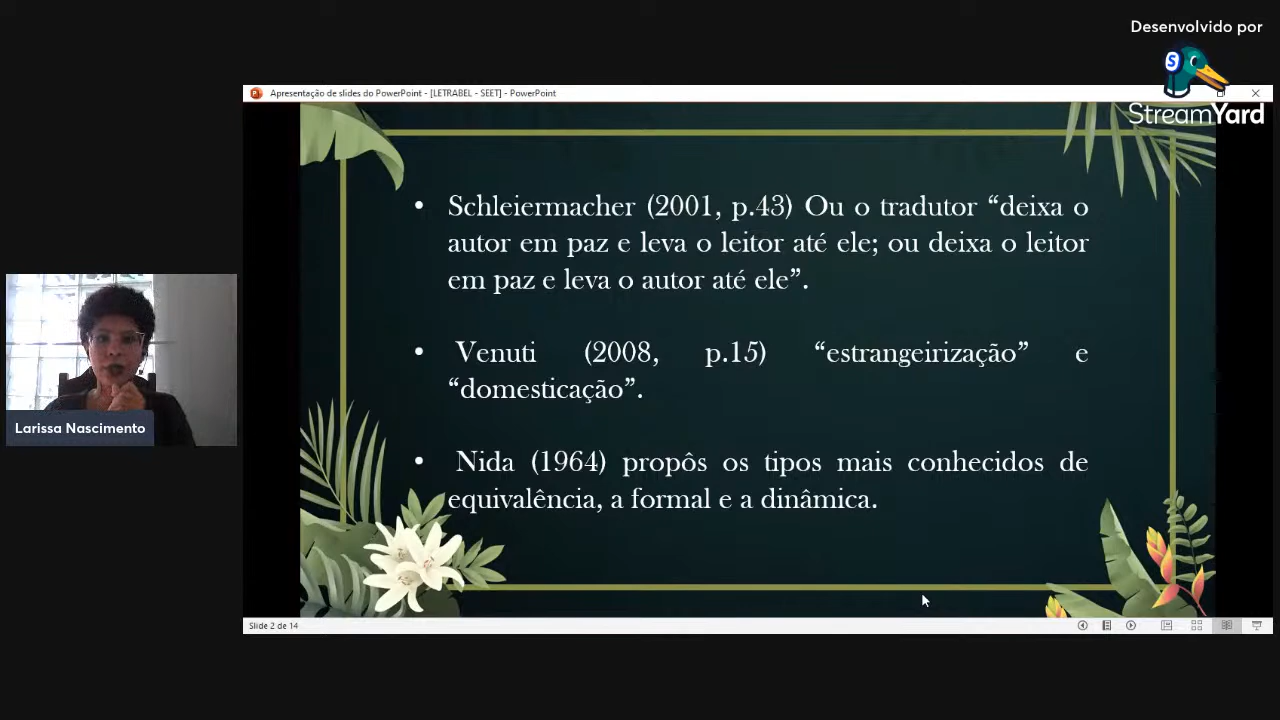 Desenvolvido por
S
StreamYard
Apresentação de slides do PowerPoint - [LETRABEL - SEET] - PowerPoint
• Schleiermacher (2001, p.43) Ou o tradutor “deixa o
autor em paz e leva o leitor até ele; ou deixa o leitor
em paz e leva o autor até ele”.
• Venuti (2008, p.15) “estrangeirização” e
“domesticação”.
• Nida (1964) propôs os tipos mais conhecidos de
equivalência, a formal e a dinâmica.
Larissa Nascimento
Slide 2 de 14